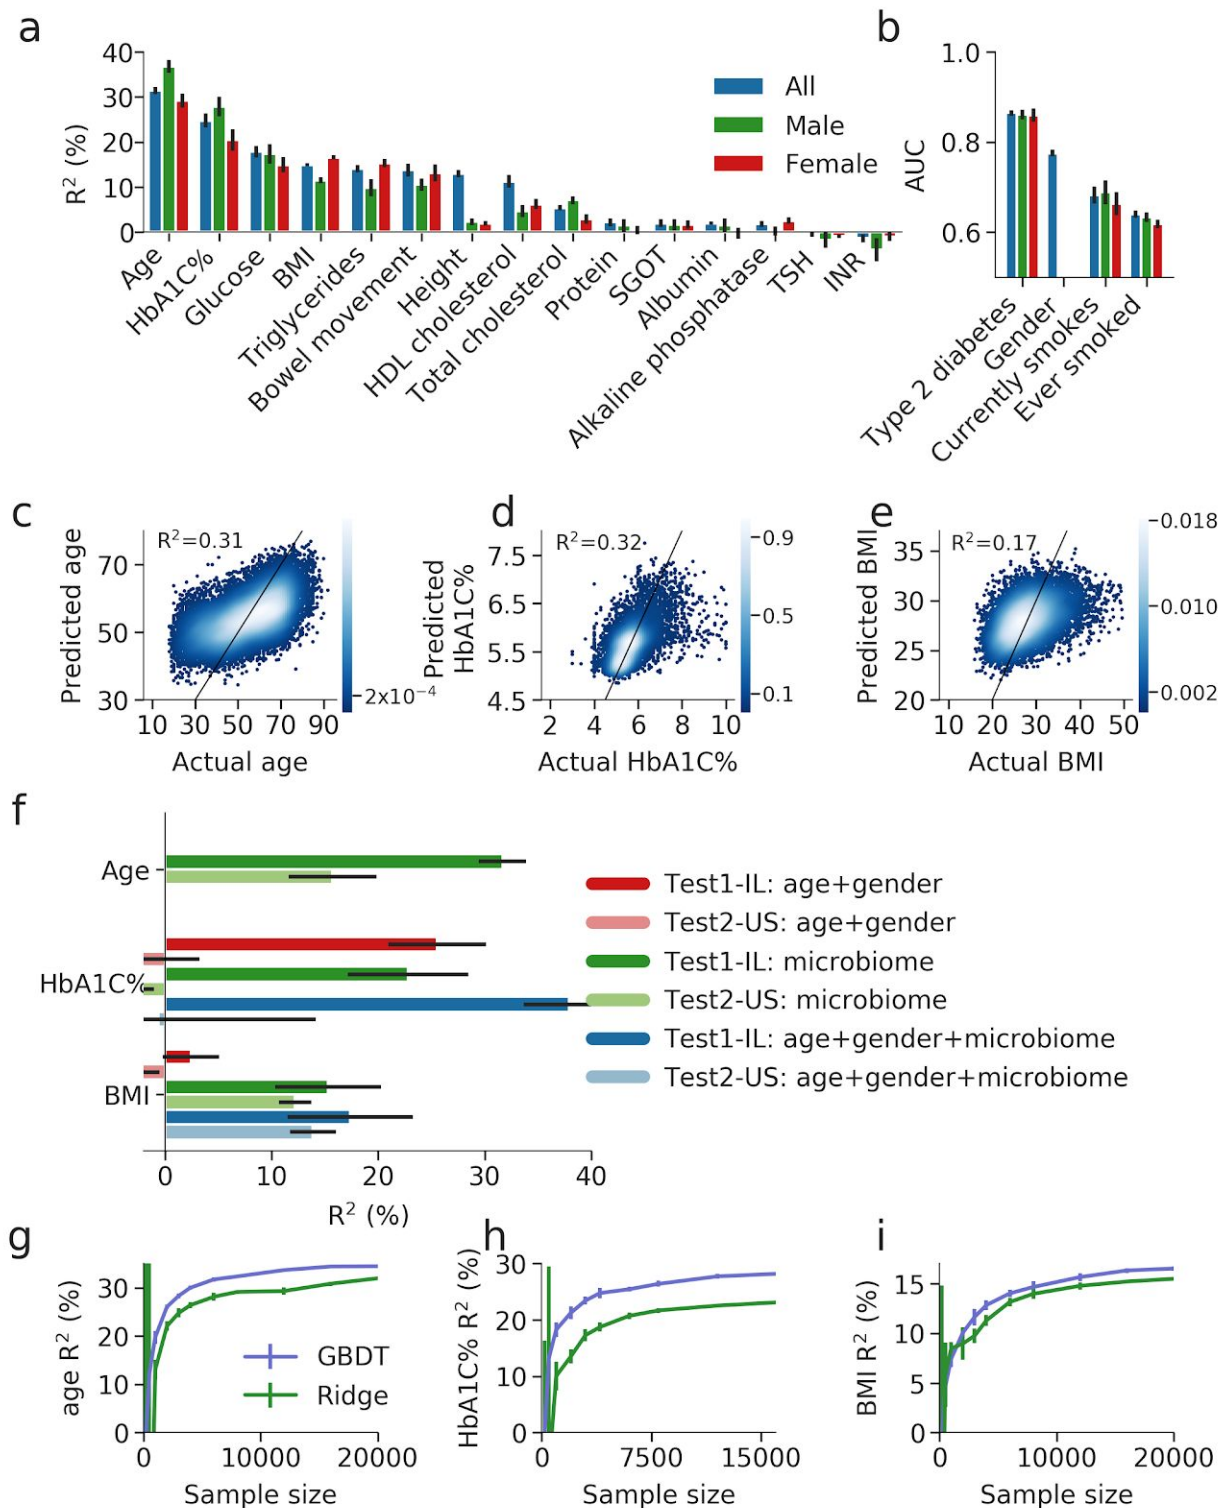 a
b
40
30
20
10
0
R² (%)
All
Male
Female
Age
HbA1C%
Glucose
BMI
Triglycerides
Bowel movement
Height
HDL cholesterol
Total cholesterol
Protein
SGOT
Albumin
Alkaline phosphatase
TSH
INR
1.0
0.8
0.6
AUC
Type 2 diabetes
Gender
Currently smokes
Ever smoked
c
R²=0.31
Predicted age
70
50
30
10 30 50 70 90
Actual age
2x10⁻⁴
d
R²=0.32
Predicted
HbA1C%
7.5
6.5
5.5
4.5
2 4 6 8 10
Actual HbA1C%
0.9
0.5
0.1
e
R²=0.17
Predicted BMI
35
30
25
20
10 20 30 40 50
Actual BMI
0.018
0.010
0.002
f
Age
HbA1C%
BMI
0 10 20 30 40
R² (%)
Test1-IL: age+gender
Test2-US: age+gender
Test1-IL: microbiome
Test2-US: microbiome
Test1-IL: age+gender+microbiome
Test2-US: age+gender+microbiome
g
age R² (%)
30
20
10
0
GBDT
Ridge
0 10000 20000
Sample size
h
HbA1C% R² (%)
30
20
10
0
0 7500 15000
Sample size
i
BMI R² (%)
15
10
5
0
0 10000 20000
Sample size